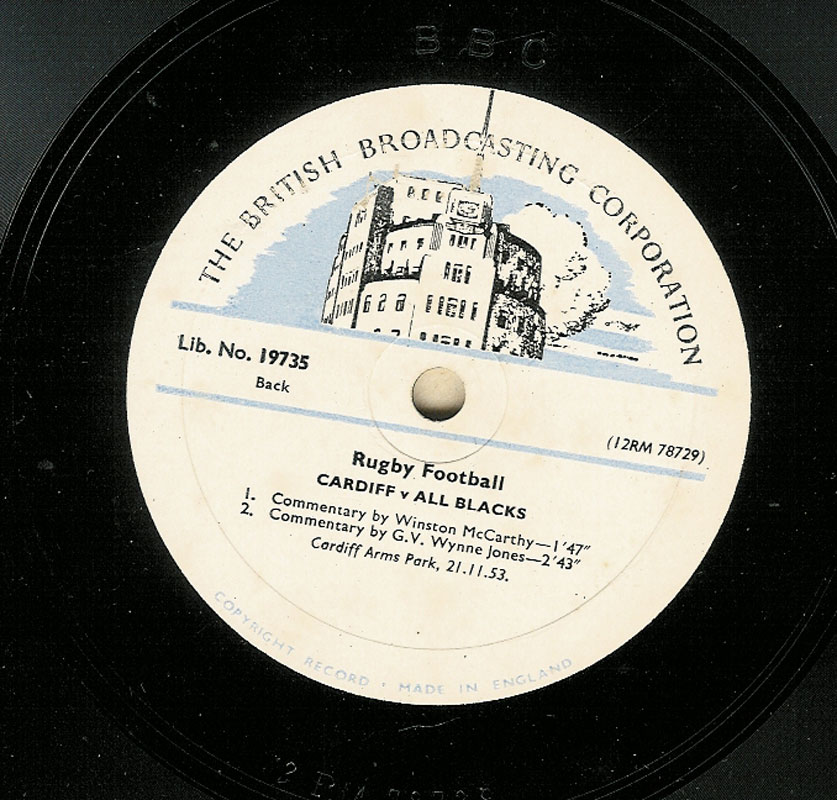 BBC
THE BRITISH BROADCASTING CORPORATION
Lib. No. 19735
Back
(12RM 78729)
Rugby Football
CARDIFF v ALL BLACKS
1. Commentary by Winston McCarthy—1'47"
2. Commentary by G.V. Wynne Jones—2'43"
Cardiff Arms Park, 21.11.53.
COPYRIGHT RECORD · MADE IN ENGLAND